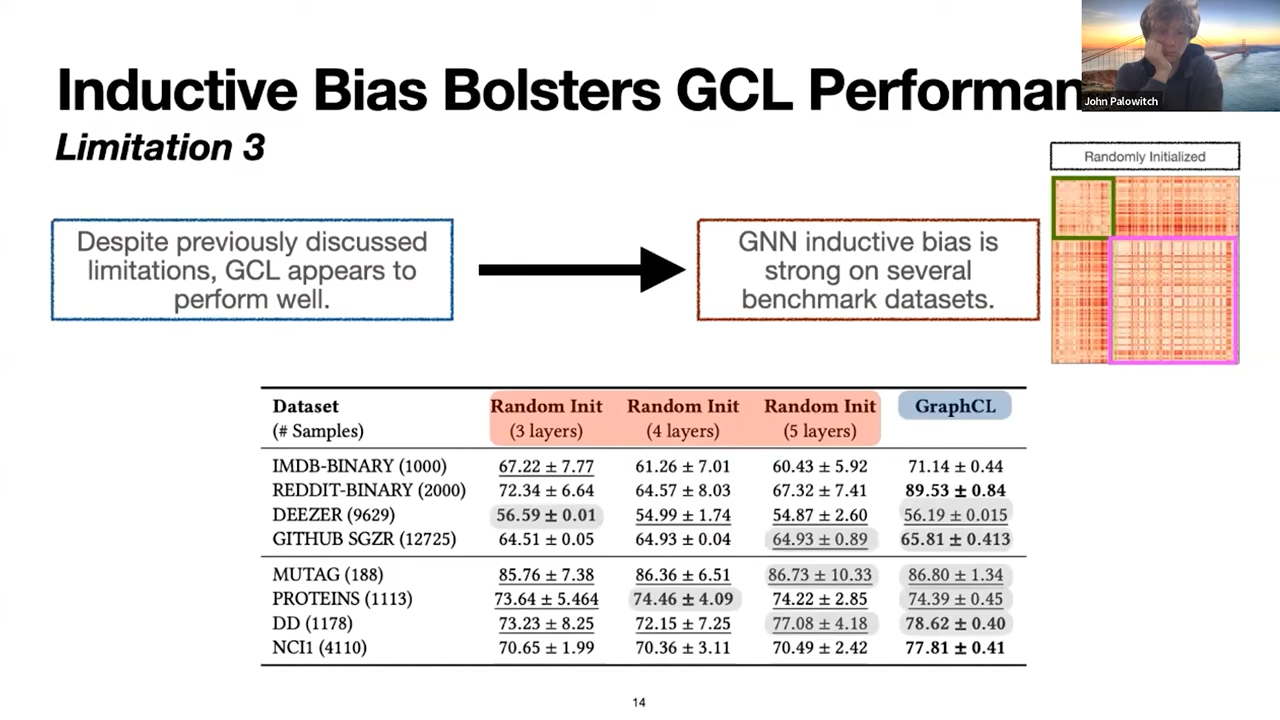 Inductive Bias Bolsters GCL Performan
John Palowitch
Limitation 3
Randomly Initialized
Despite previously discussed
limitations, GCL appears to
perform well.
GNN inductive bias is
strong on several
benchmark datasets.
Dataset Random Init Random Init Random Init GraphCL
(# Samples) (3 layers) (4 layers) (5 layers)
IMDB-BINARY (1000) 67.22 ± 7.77 61.26 ± 7.01 60.43 ± 5.92 71.14 ± 0.44
REDDIT-BINARY (2000) 72.34 ± 6.64 64.57 ± 8.03 67.32 ± 7.41 89.53 ± 0.84
DEEZER (9629) 56.59 ± 0.01 54.99 ± 1.74 54.87 ± 2.60 56.19 ± 0.015
GITHUB SGZR (12725) 64.51 ± 0.05 64.93 ± 0.04 64.93 ± 0.89 65.81 ± 0.413
MUTAG (188) 85.76 ± 7.38 86.36 ± 6.51 86.73 ± 10.33 86.80 ± 1.34
PROTEINS (1113) 73.64 ± 5.464 74.46 ± 4.09 74.22 ± 2.85 74.39 ± 0.45
DD (1178) 73.23 ± 8.25 72.15 ± 7.25 77.08 ± 4.18 78.62 ± 0.40
NCI1 (4110) 70.65 ± 1.99 70.36 ± 3.11 70.49 ± 2.42 77.81 ± 0.41
14